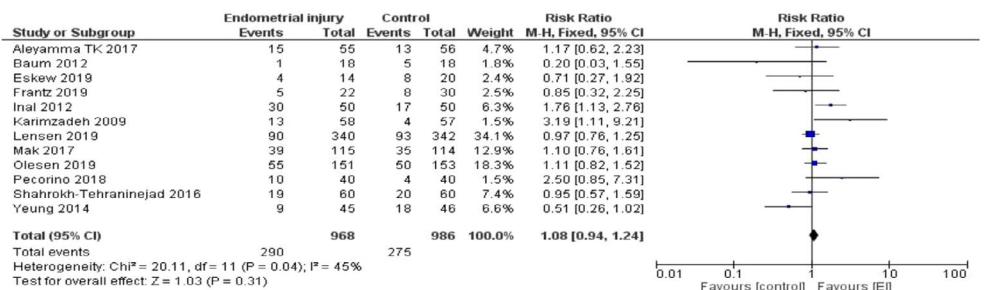 Endometrial injury Control Risk Ratio Risk Ratio
Study or Subgroup Events Total Events Total Weight M-H, Fixed, 95% CI M-H, Fixed, 95% CI
Aleyamma TK 2017 15 55 13 56 4.7% 1.17 [0.62, 2.23]
Baum 2012 1 18 5 18 1.8% 0.20 [0.03, 1.55]
Eskew 2019 4 14 8 20 2.4% 0.71 [0.27, 1.92]
Frantz 2019 5 22 8 30 2.5% 0.85 [0.32, 2.25]
Inal 2012 30 50 17 50 6.3% 1.76 [1.13, 2.76]
Karimzadeh 2009 13 58 4 57 1.5% 3.19 [1.11, 9.21]
Lensen 2019 90 340 93 342 34.1% 0.97 [0.76, 1.25]
Mak 2017 39 115 35 114 12.9% 1.10 [0.76, 1.61]
Olesen 2019 55 151 50 153 18.3% 1.11 [0.82, 1.52]
Pecorino 2018 10 40 4 40 1.5% 2.50 [0.85, 7.31]
Shahrokh-Tehraninejad 2016 19 60 20 60 7.4% 0.95 [0.57, 1.59]
Yeung 2014 9 45 18 46 6.6% 0.51 [0.26, 1.02]
Total (95% CI) 968 986 100.0% 1.08 [0.94, 1.24]
Total events 290 275
Heterogeneity: Chi² = 20.11, df = 11 (P = 0.04); I² = 45%
Test for overall effect: Z = 1.03 (P = 0.31)
0.01 0.1 1 10 100
Favours [control] Favours [EI]